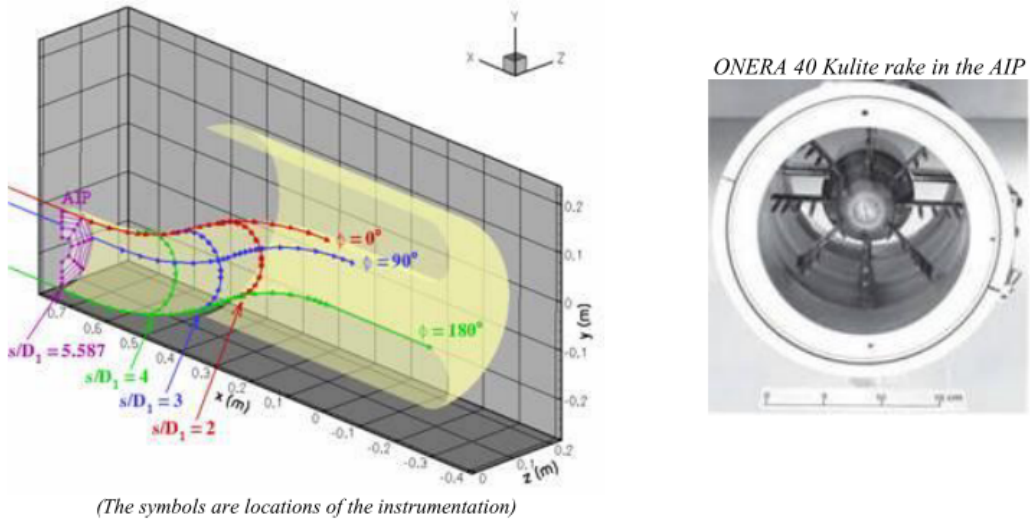 ONERA 40 Kulite rake in the AIP
Y
X
Z
AIP
ϕ = 0°
ϕ = 90°
ϕ = 180°
0.2
0.1
0
-0.1
-0.2
y (m)
0.7
0.6
0.5
0.4
0.3
0.2
0.1
0
-0.1
-0.2
-0.3
-0.4
x (m)
0
0.1
0.2
z (m)
s/D₁ = 5.587
s/D₁ = 4
s/D₁ = 3
s/D₁ = 2
(The symbols are locations of the instrumentation)